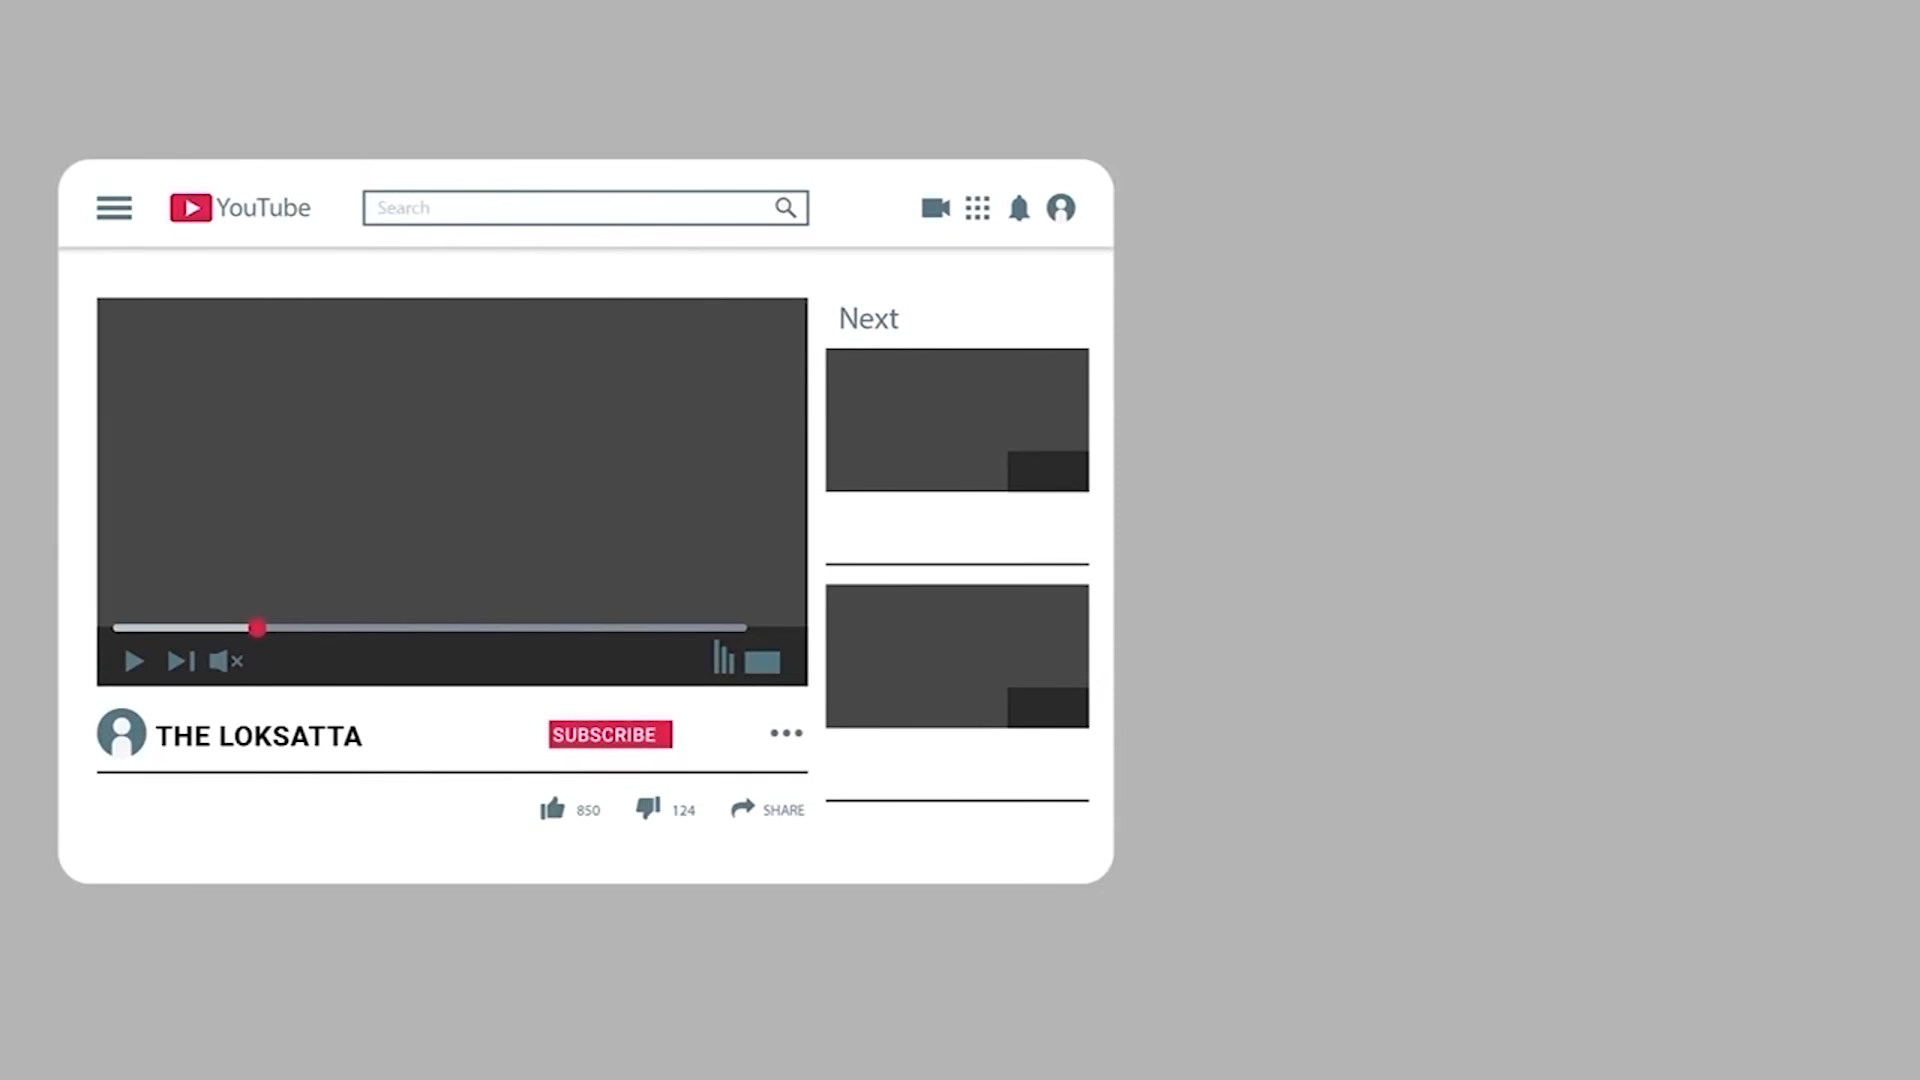 YouTube
Search
Next
THE LOKSATTA
SUBSCRIBE
850
124
SHARE